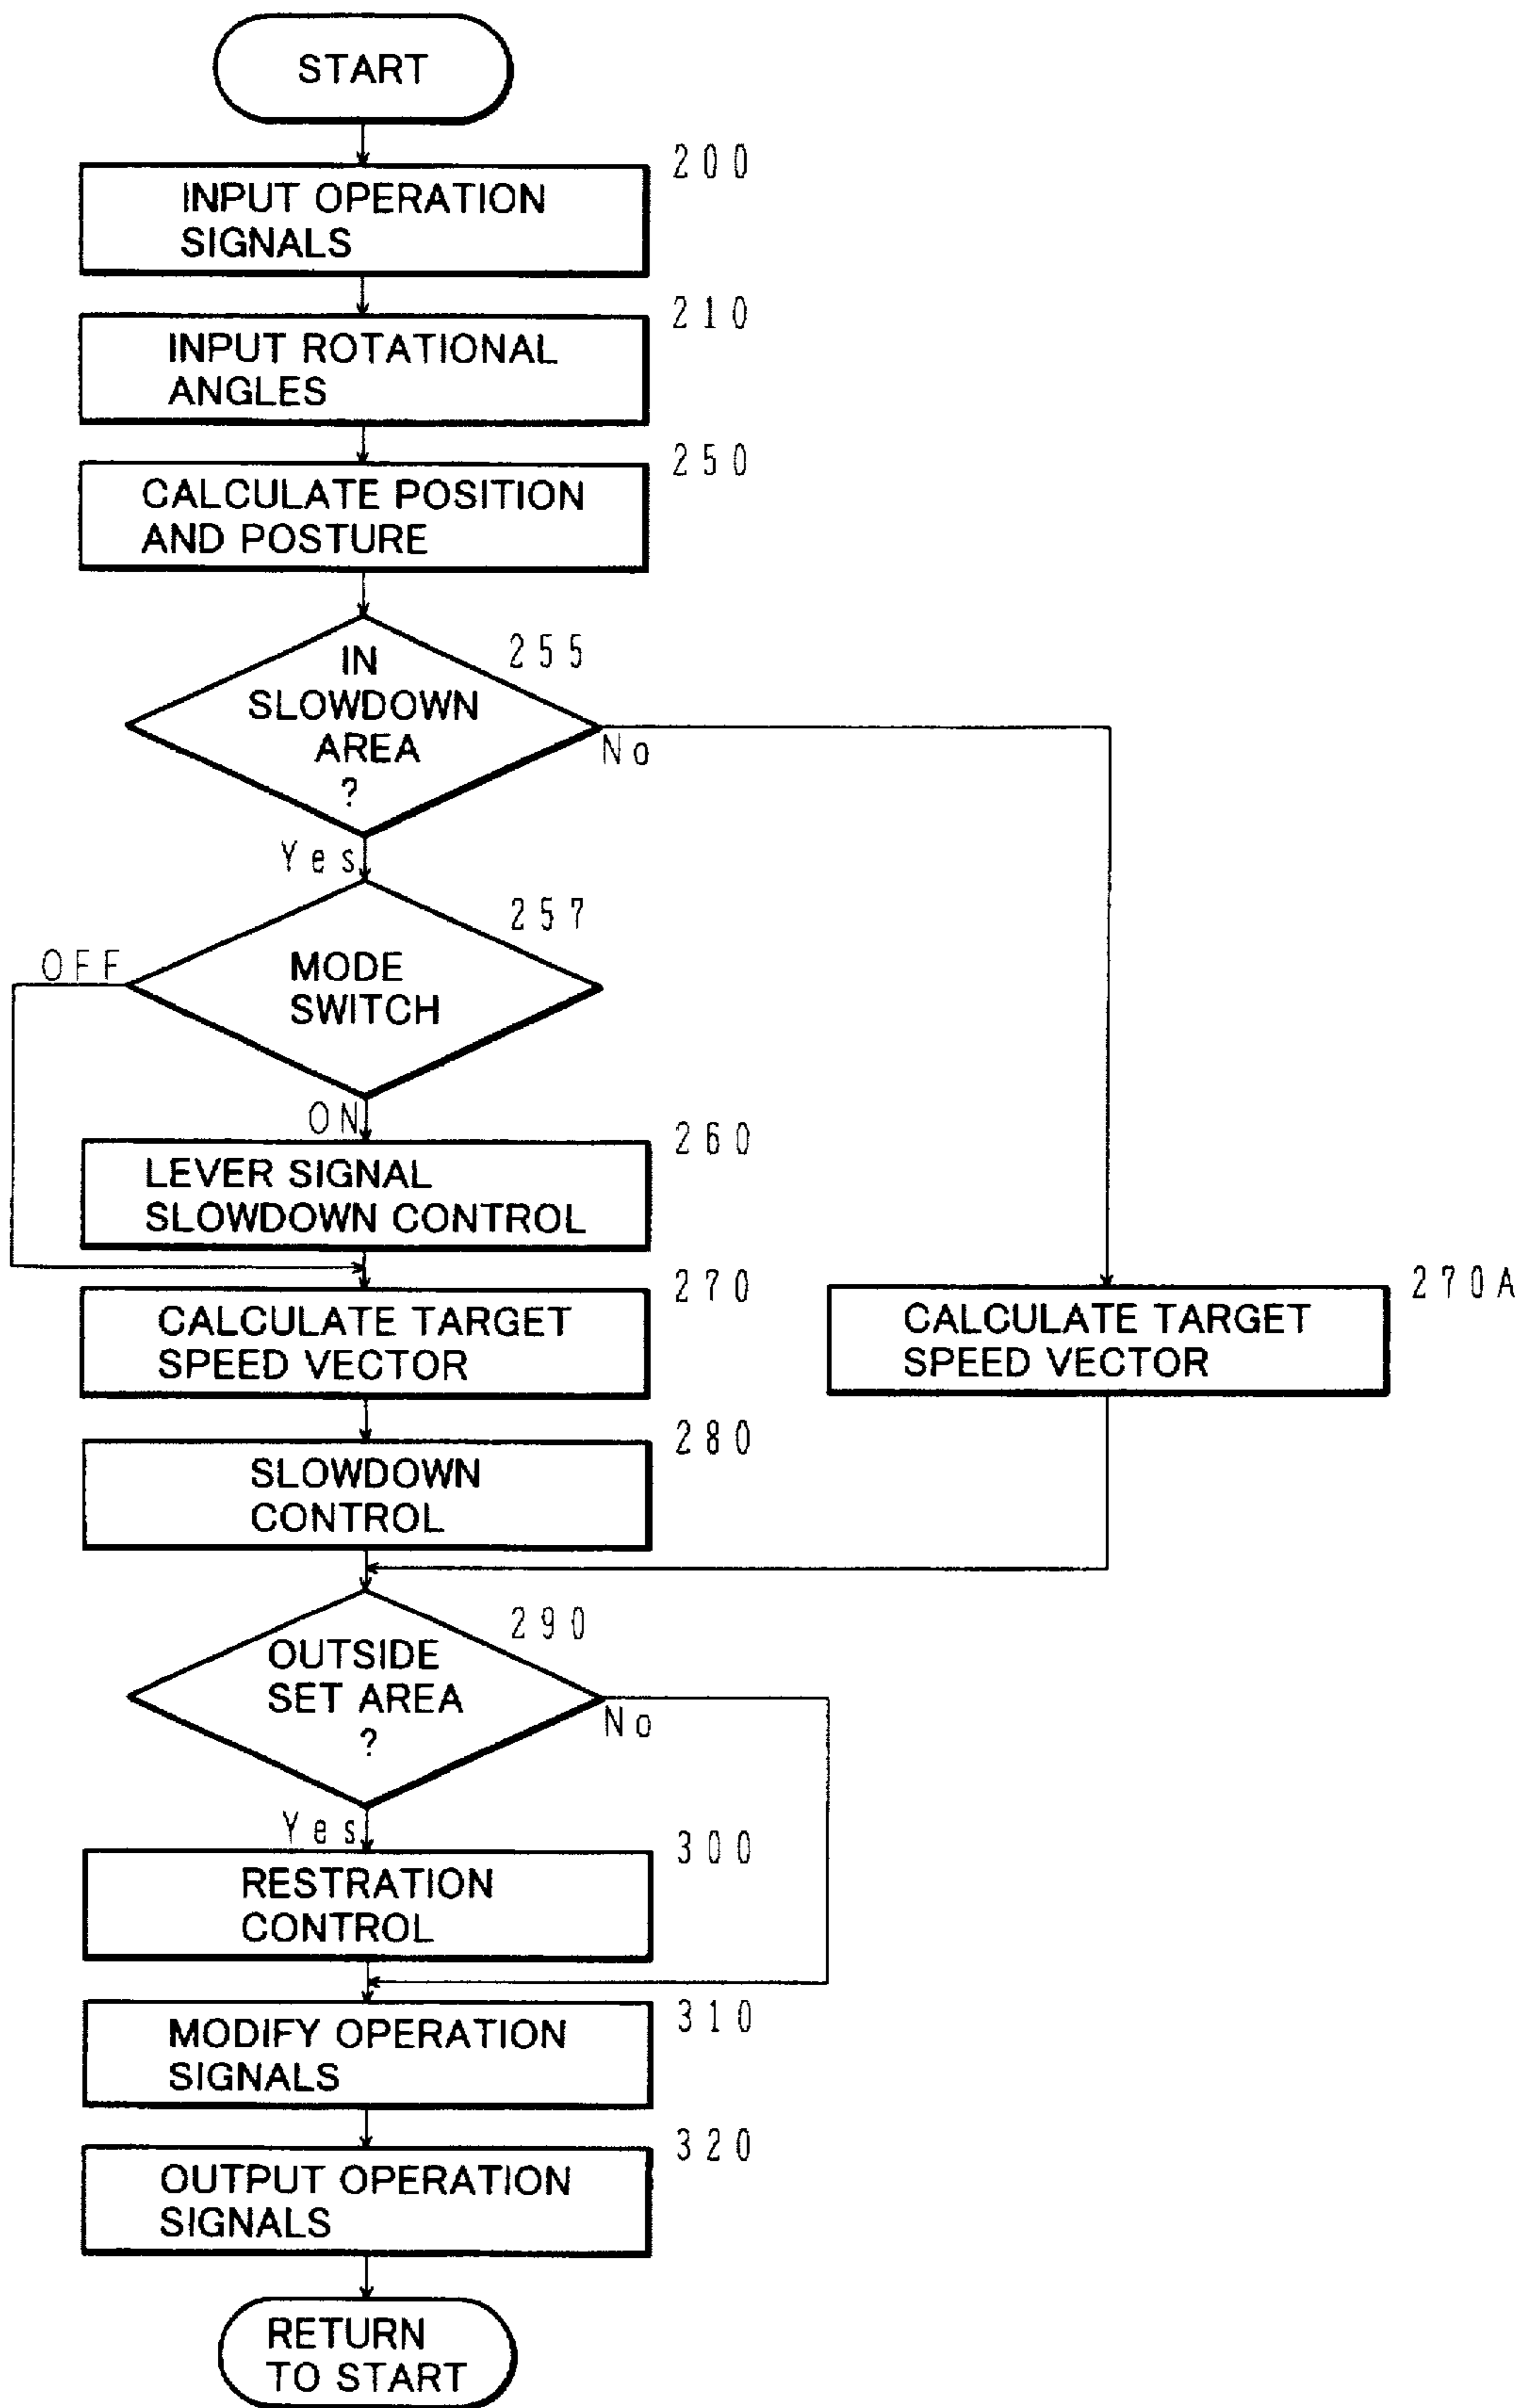 START
200
INPUT OPERATION
SIGNALS
210
INPUT ROTATIONAL
ANGLES
250
CALCULATE POSITION
AND POSTURE
255
IN
SLOWDOWN
AREA
?
No
Yes
257
OFF
MODE
SWITCH
ON
260
LEVER SIGNAL
SLOWDOWN CONTROL
270
CALCULATE TARGET
SPEED VECTOR
270A
CALCULATE TARGET
SPEED VECTOR
280
SLOWDOWN
CONTROL
290
OUTSIDE
SET AREA
?
No
Yes
300
RESTRATION
CONTROL
310
MODIFY OPERATION
SIGNALS
320
OUTPUT OPERATION
SIGNALS
RETURN
TO START